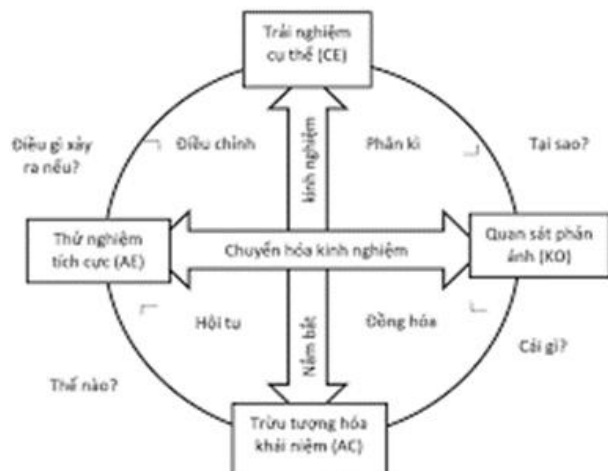 Trải nghiệm
cụ thể (CE)
Điều gì xảy
ra nếu?
Điều chỉnh
kinh nghiệm
Phân kì
Tại sao?
Thử nghiệm
tích cực (AE)
Chuyển hóa kinh nghiệm
Quan sát phản
ánh (KO)
Hội tụ
Nắm bắt
Đồng hóa
Cái gì?
Thế nào?
Trừu tượng hóa
khái niệm (AC)